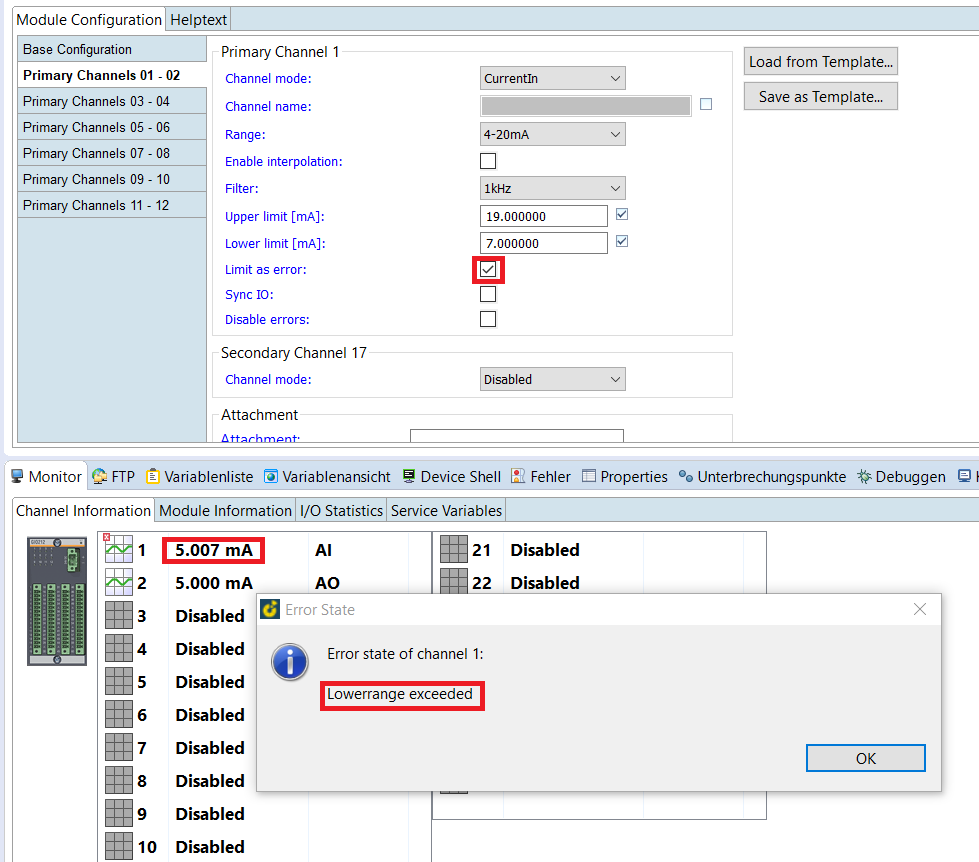 Module Configuration Helptext
Base Configuration
Primary Channels 01 - 02
Primary Channels 03 - 04
Primary Channels 05 - 06
Primary Channels 07 - 08
Primary Channels 09 - 10
Primary Channels 11 - 12
Primary Channel 1
Channel mode: CurrentIn
Channel name:
Range: 4-20mA
Enable interpolation:
Filter: 1kHz
Upper limit [mA]: 19.000000
Lower limit [mA]: 7.000000
Limit as error:
Sync IO:
Disable errors:
Secondary Channel 17
Channel mode: Disabled
Attachment
Attachment:
Load from Template...
Save as Template...
Monitor FTP Variablenliste Variablenansicht Device Shell Fehler Properties Unterbrechungspunkte Debuggen
Channel Information Module Information I/O Statistics Service Variables
1 5.007 mA AI
2 5.000 mA AO
3 Disabled
4 Disabled
5 Disabled
6 Disabled
7 Disabled
8 Disabled
9 Disabled
10 Disabled
21 Disabled
22 Disabled
Error State
Error state of channel 1:
Lowerrange exceeded
OK